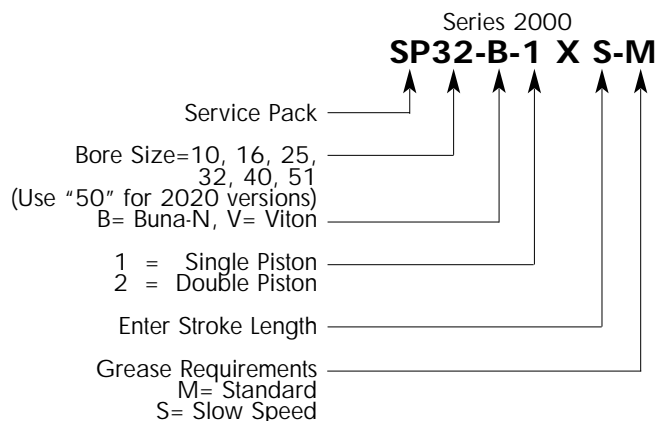 Series 2000
SP32-B-1 X S-M
Service Pack
Bore Size=10, 16, 25,
32, 40, 51
(Use “50” for 2020 versions)
B= Buna-N, V= Viton
1 = Single Piston
2 = Double Piston
Enter Stroke Length
Grease Requirements
M= Standard
S= Slow Speed